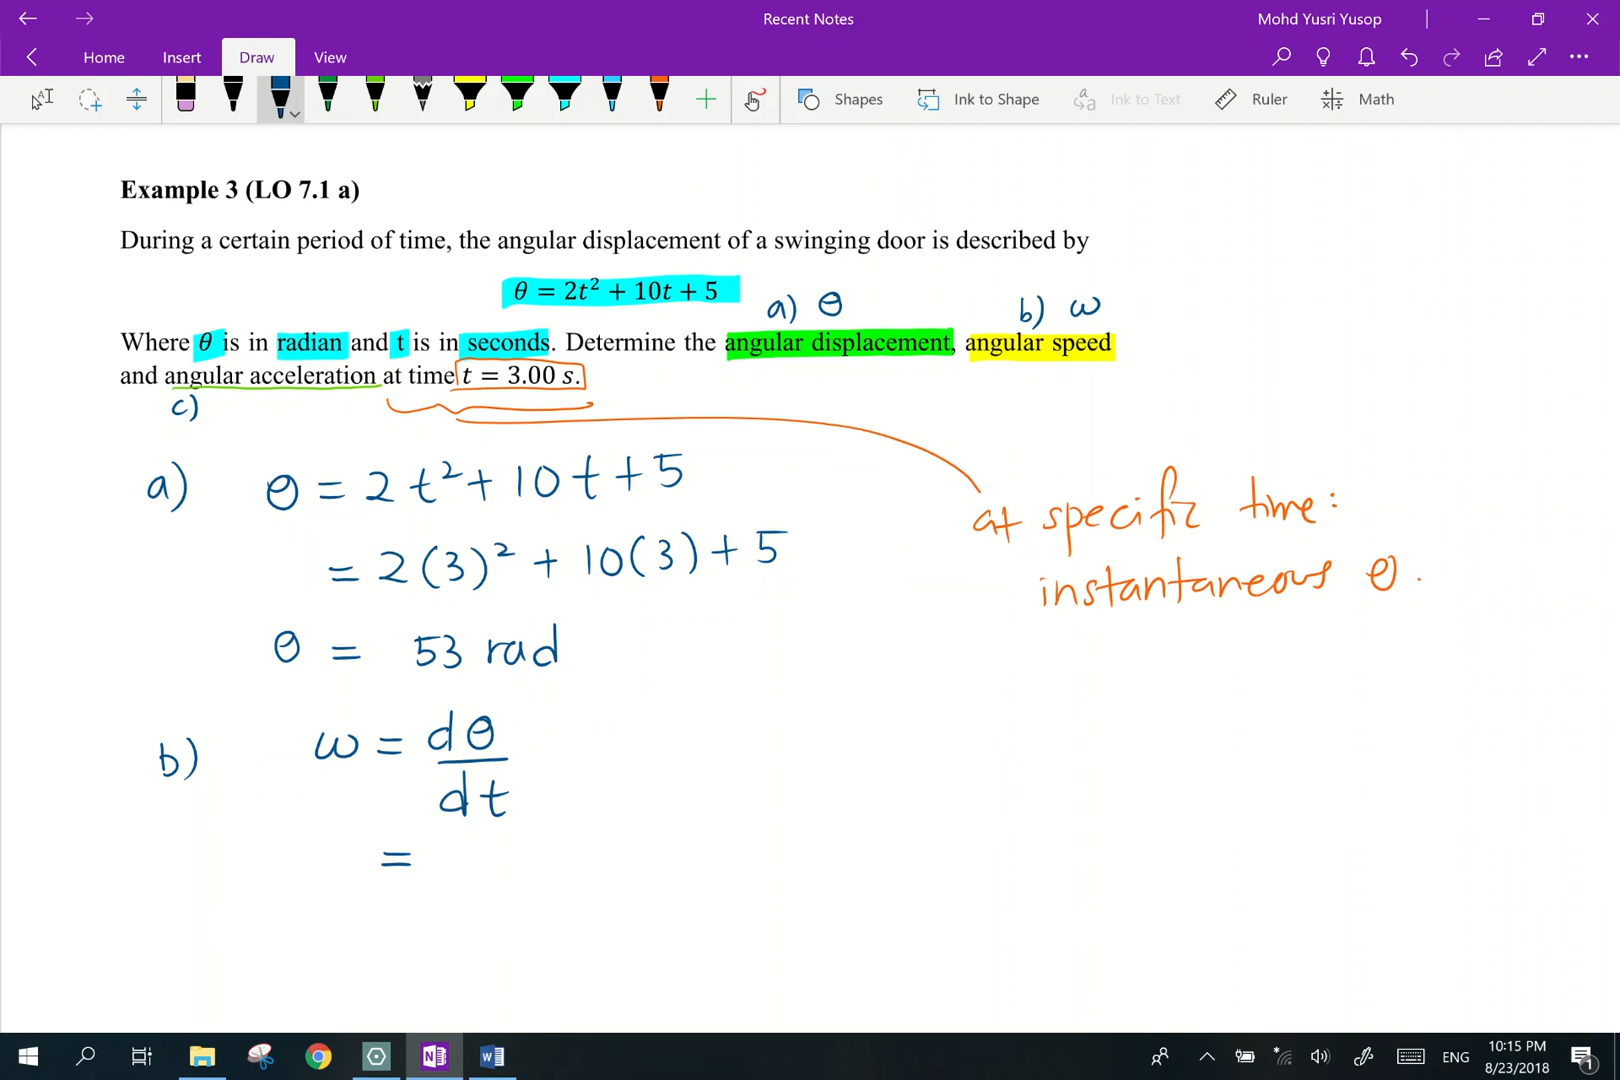 Recent Notes
Mohd Yusri Yusop
Home Insert Draw View
Shapes Ink to Shape Ink to Text Ruler Math
Example 3 (LO 7.1 a)
During a certain period of time, the angular displacement of a swinging door is described by
θ = 2t² + 10t + 5
a) θ b) ω
Where θ is in radian and t is in seconds. Determine the angular displacement, angular speed
and angular acceleration at time t = 3.00 s.
c)
a) θ = 2t² + 10t + 5
= 2(3)² + 10(3) + 5
θ = 53 rad
at specific time:
instantaneous θ.
b) ω = dθ
dt
=
ENG
10:15 PM
8/23/2018
1